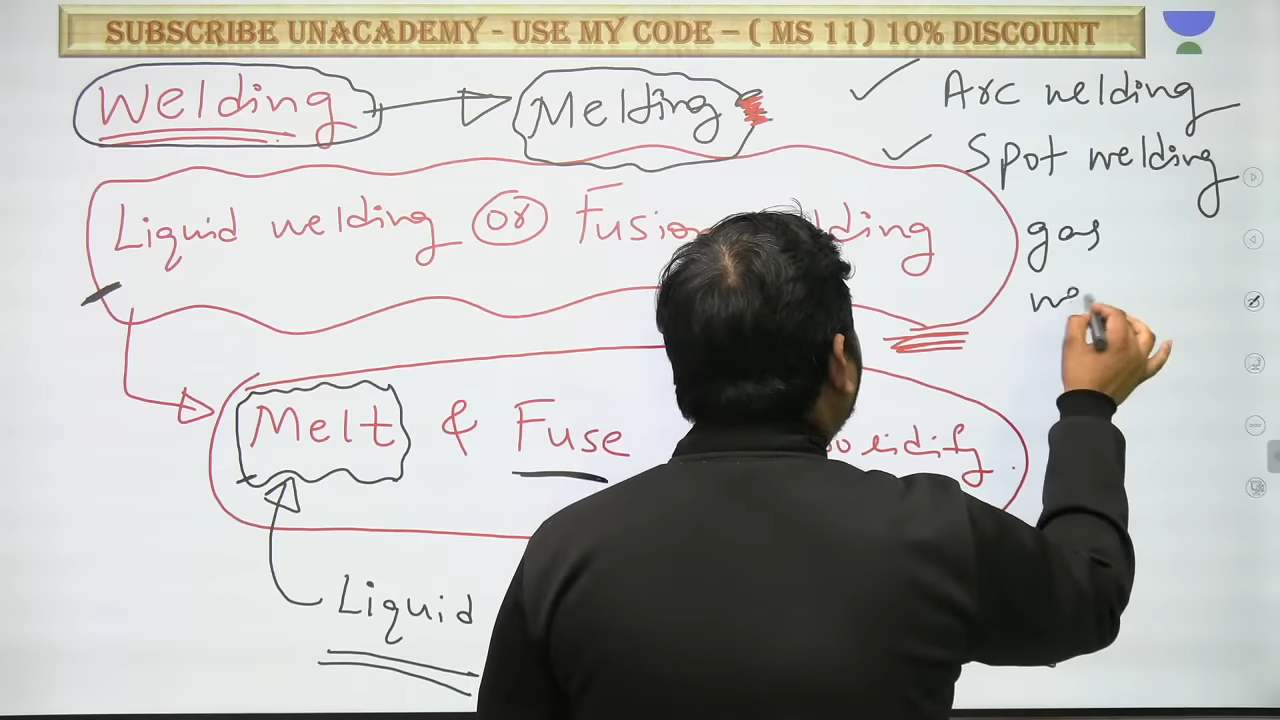 SUBSCRIBE UNACADEMY - USE MY CODE - ( MS 11) 10% DISCOUNT
Welding Melding
Arc welding
Spot welding
Liquid welding or Fusion
gas
Melt & Fuse
Liquid